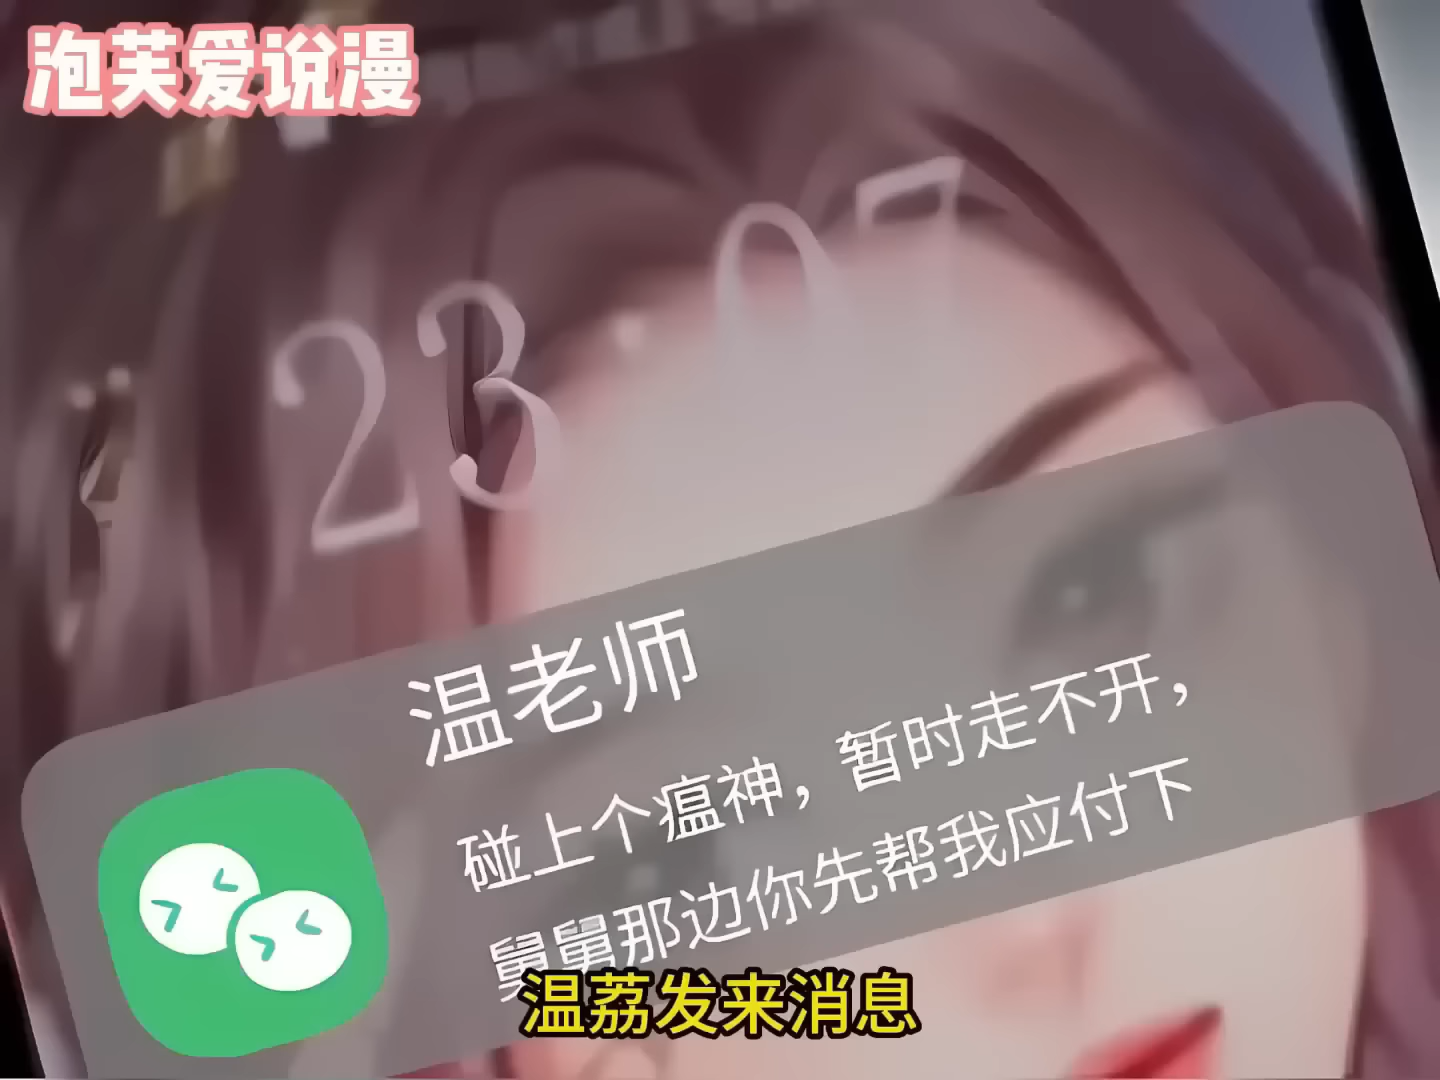 泡芙爱说漫
23 07
温老师
碰上个瘟神，暂时走不开，
舅舅那边你先帮我应付下
温荔发来消息